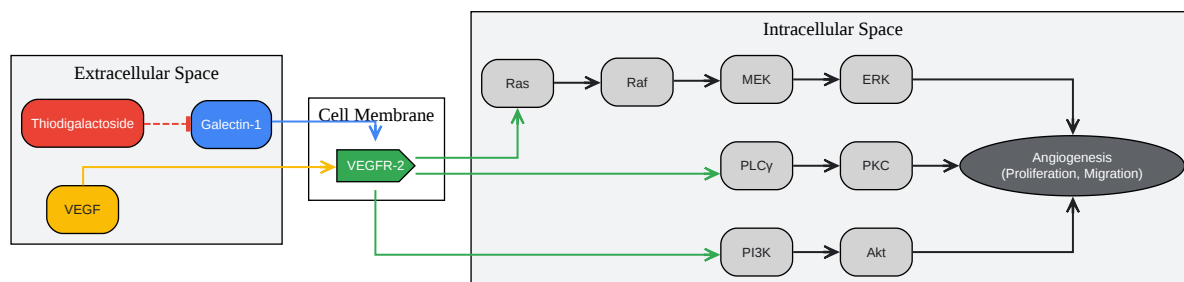 Extracellular Space
Thiodigalactoside
Galectin-1
VEGF
Cell Membrane
VEGFR-2
Intracellular Space
Ras
Raf
MEK
ERK
PLCγ
PKC
PI3K
Akt
Angiogenesis
(Proliferation, Migration)